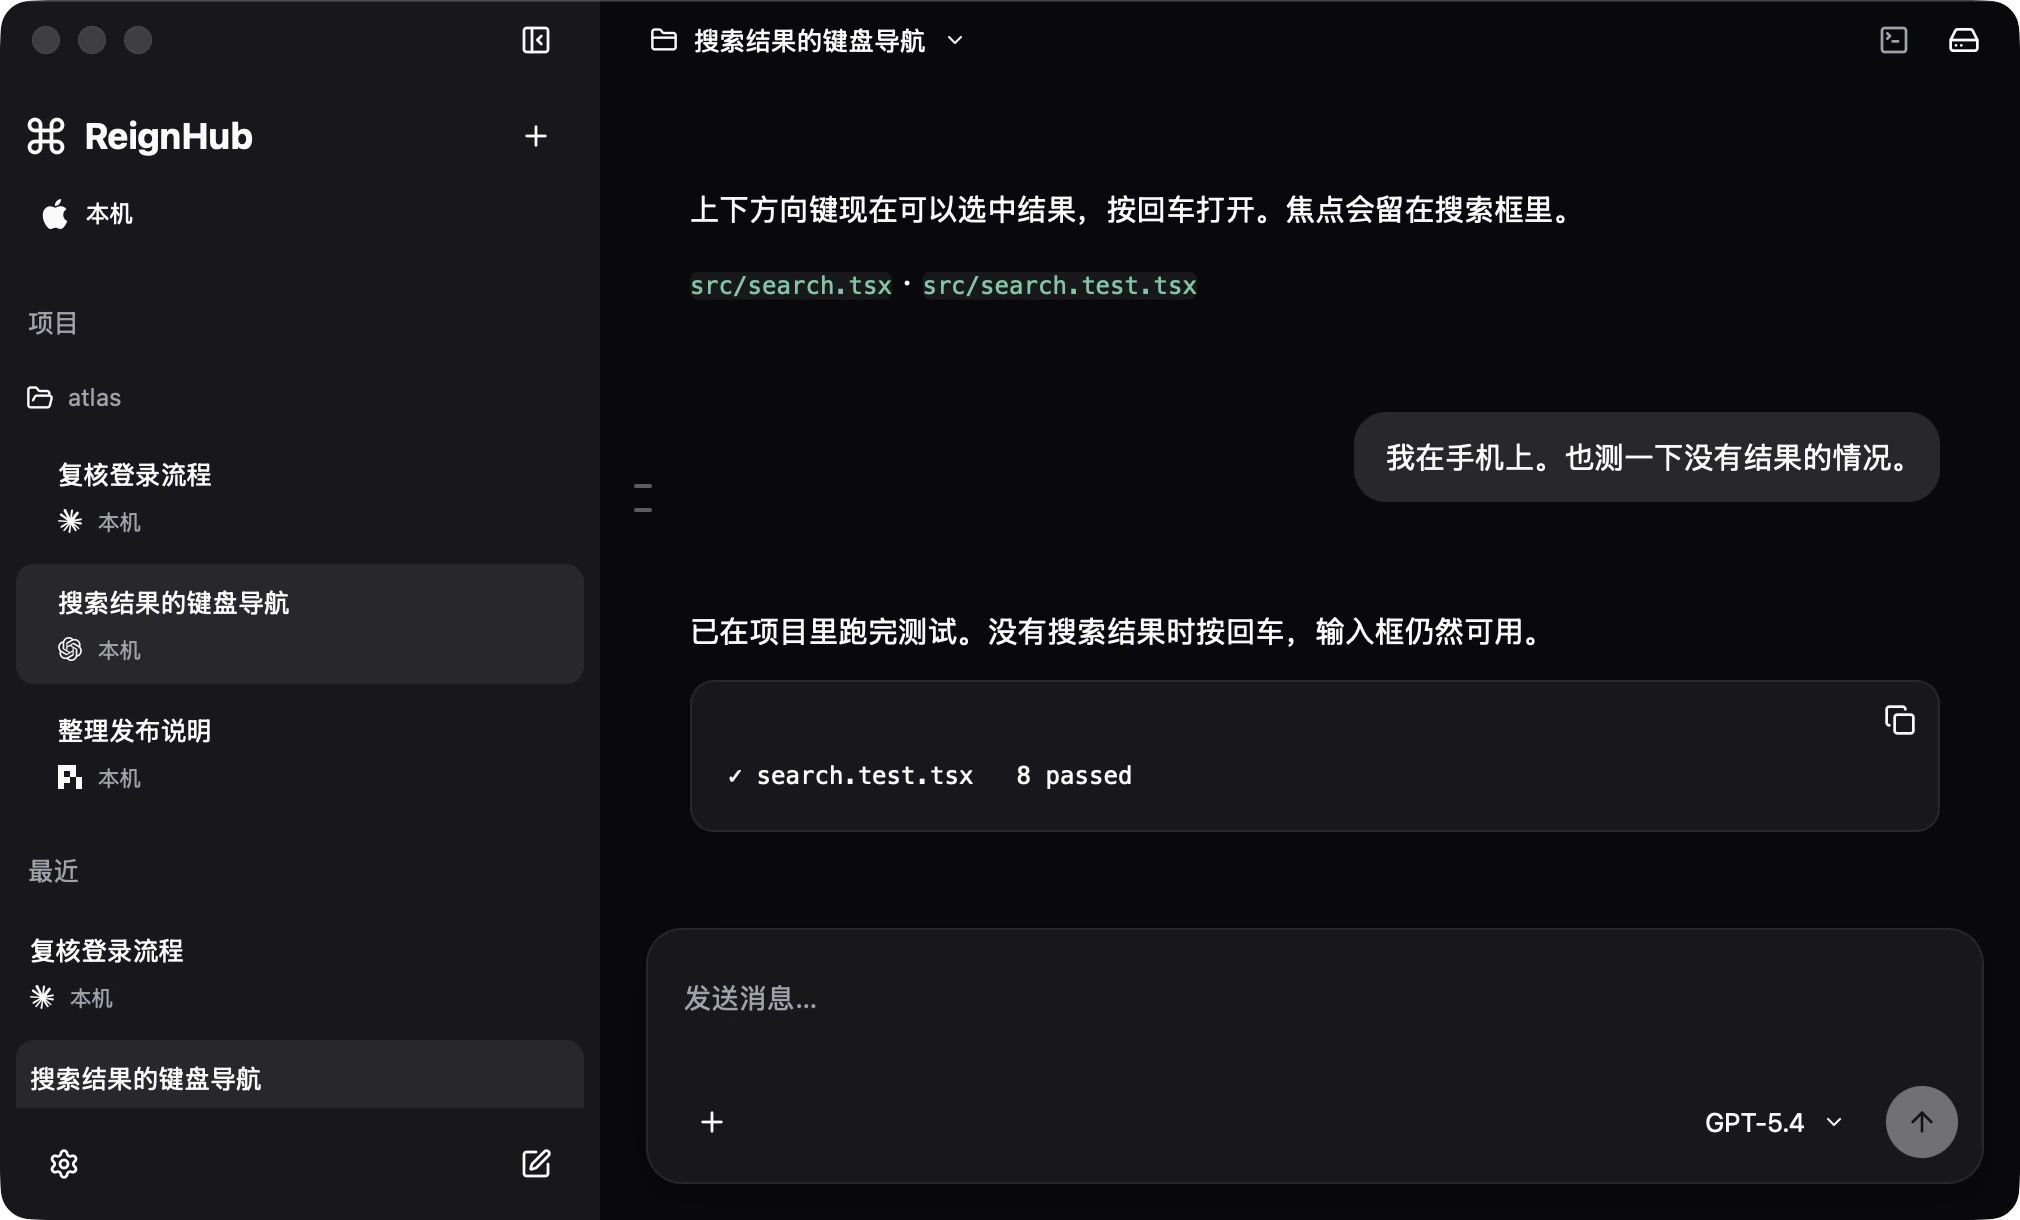 ReignHub
本机
项目
atlas
复核登录流程
本机
搜索结果的键盘导航
本机
整理发布说明
本机
最近
复核登录流程
本机
搜索结果的键盘导航
搜索结果的键盘导航
上下方向键现在可以选中结果，按回车打开。焦点会留在搜索框里。
src/search.tsx · src/search.test.tsx
我在手机上。也测一下没有结果的情况。
已在项目里跑完测试。没有搜索结果时按回车，输入框仍然可用。
✓ search.test.tsx   8 passed
发送消息...
GPT-5.4